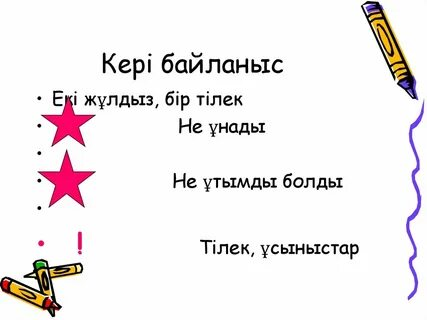 Кері байланыс
• Екі жұлдыз, бір тілек
• Не ұнады
•
• Не ұтымды болды
•
• ! Тілек, ұсыныстар